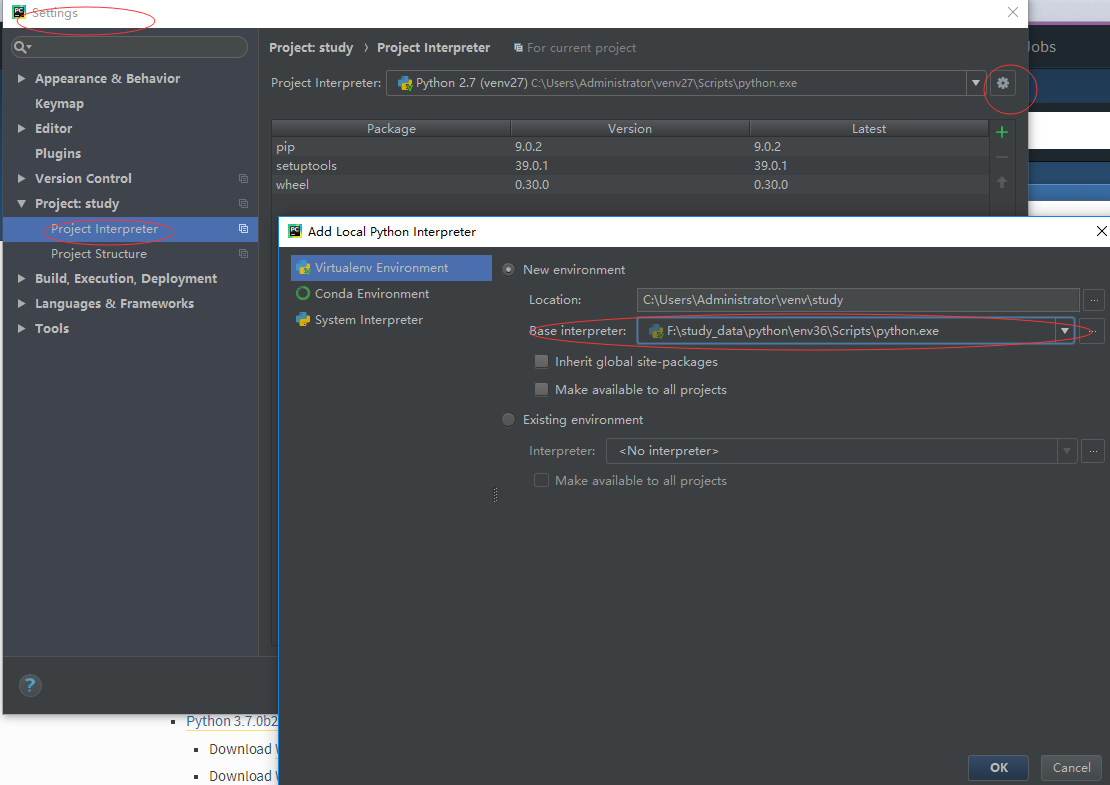 Settings
Jobs
Appearance & Behavior
Keymap
Editor
Plugins
Version Control
Project: study
Project Interpreter
Project Structure
Build, Execution, Deployment
Languages & Frameworks
Tools
Project: study › Project Interpreter For current project
Project Interpreter: Python 2.7 (venv27) C:\Users\Administrator\venv27\Scripts\python.exe
Package Version Latest
pip 9.0.2 9.0.2
setuptools 39.0.1 39.0.1
wheel 0.30.0 0.30.0
Add Local Python Interpreter
Virtualenv Environment
Conda Environment
System Interpreter
New environment
Location: C:\Users\Administrator\venv\study
Base interpreter: F:\study_data\python\env36\Scripts\python.exe
Inherit global site-packages
Make available to all projects
Existing environment
Interpreter: <No interpreter>
Make available to all projects
OK Cancel
Python 3.7.0b2
Download
Download